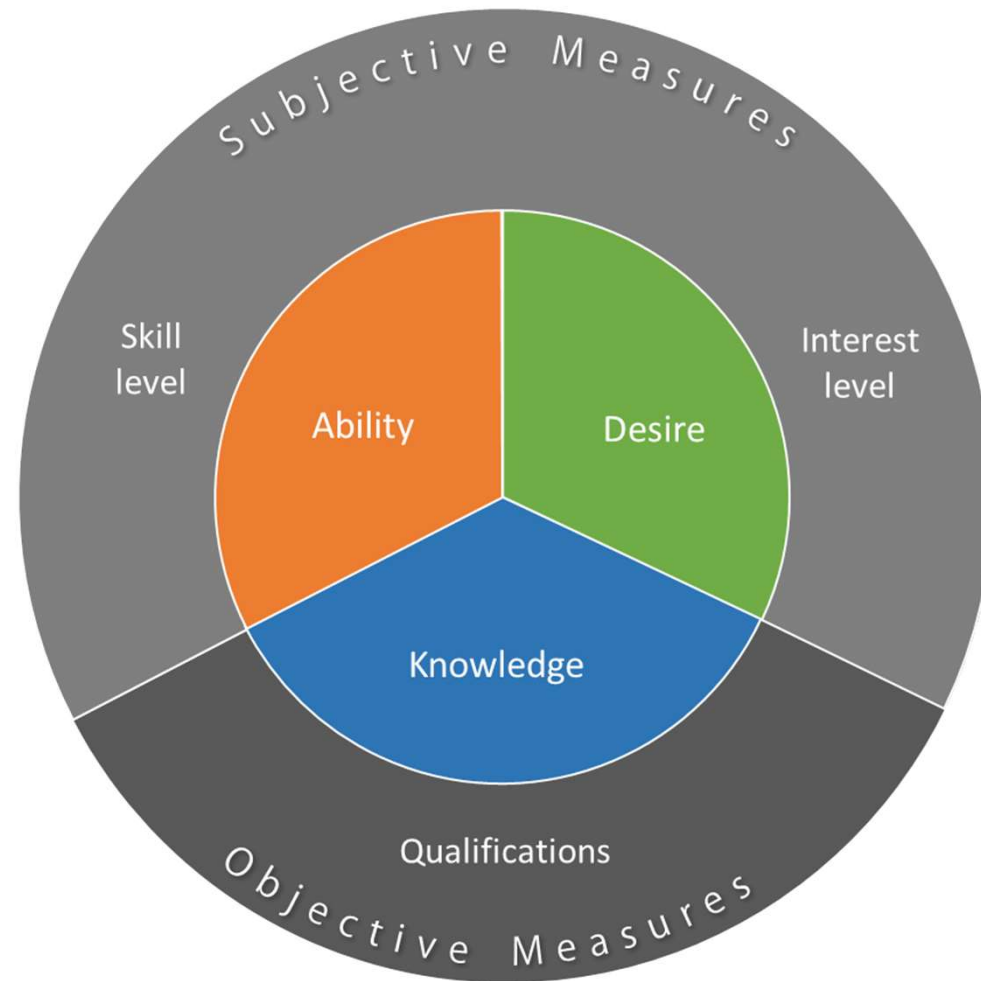 Subjective Measures
Skill
level
Interest
level
Ability
Desire
Knowledge
Qualifications
Objective Measures